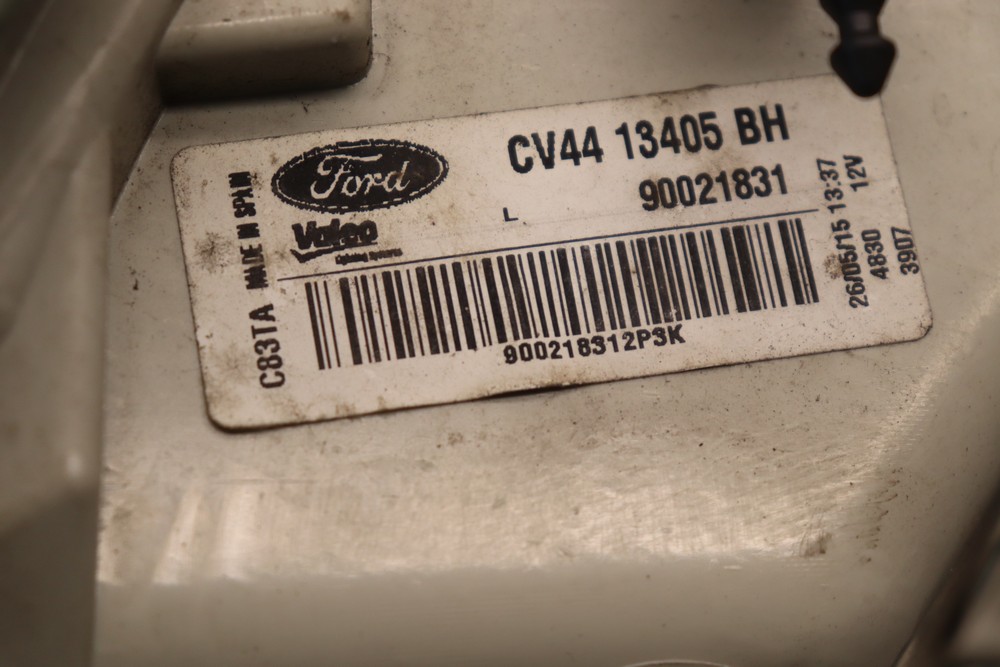 Ford
CV44 13405 BH
L
90021831
Valeo
900218312P3K
C83TA MADE IN SPAIN
26/05/15 13:37
4830 12V
3907